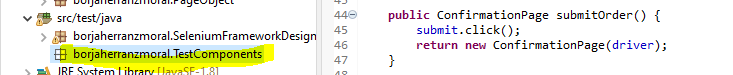 borjaherranzmoral.PageObject
src/test/java
borjaherranzmoral.SeleniumFrameworkDesign
borjaherranzmoral.TestComponents
JRE System Library [JavaSE-1.8]
44 public ConfirmationPage submitOrder() {
45 submit.click();
46 return new ConfirmationPage(driver);
47 }
48